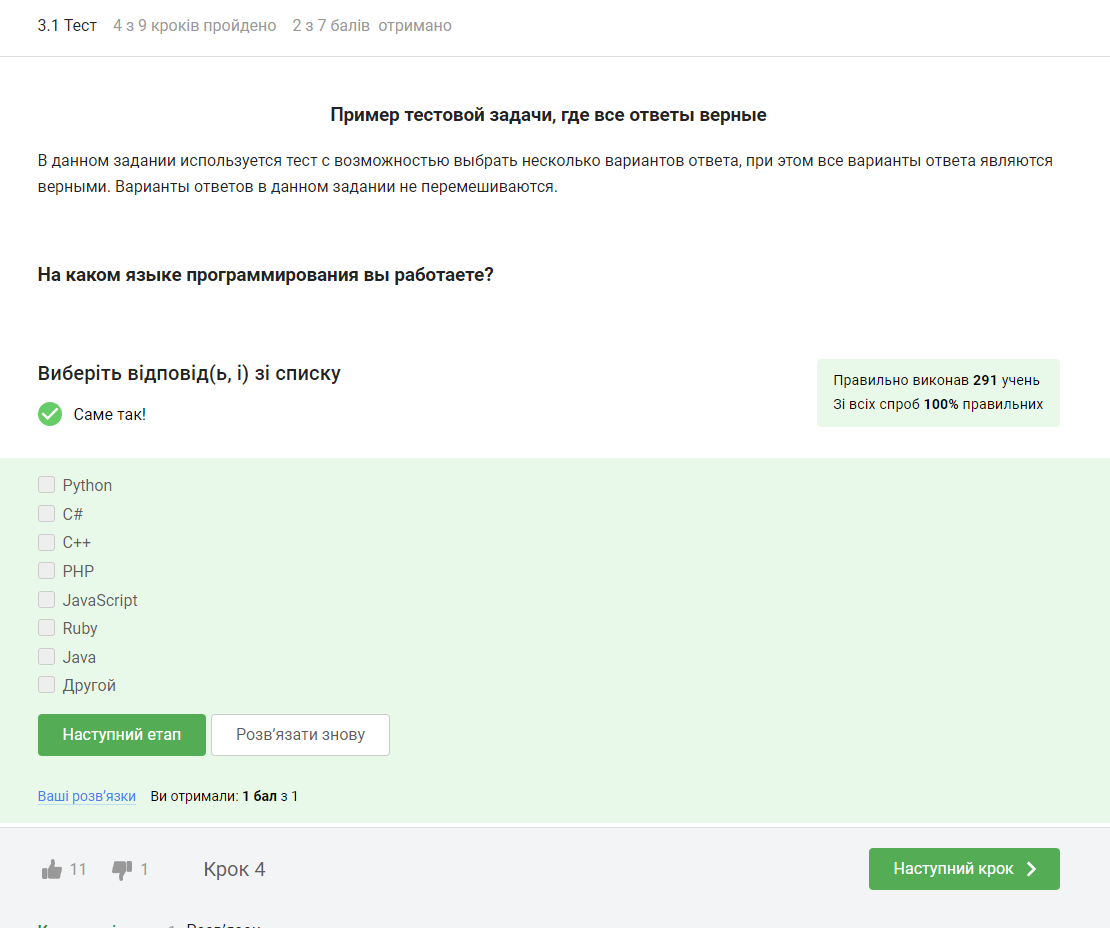 3.1 Тест 4 з 9 кроків пройдено 2 з 7 балів отримано
Пример тестовой задачи, где все ответы верные
В данном задании используется тест с возможностью выбрать несколько вариантов ответа, при этом все варианты ответа являются
верными. Варианты ответов в данном задании не перемешиваются.
На каком языке программирования вы работаете?
Виберіть відповід(ь, і) зі списку
Саме так!
Правильно виконав 291 учень
Зі всіх спроб 100% правильних
Python
C#
C++
PHP
JavaScript
Ruby
Java
Другой
Наступний етап Розв’язати знову
Ваші розв’язки Ви отримали: 1 бал з 1
11 1 Крок 4 Наступний крок